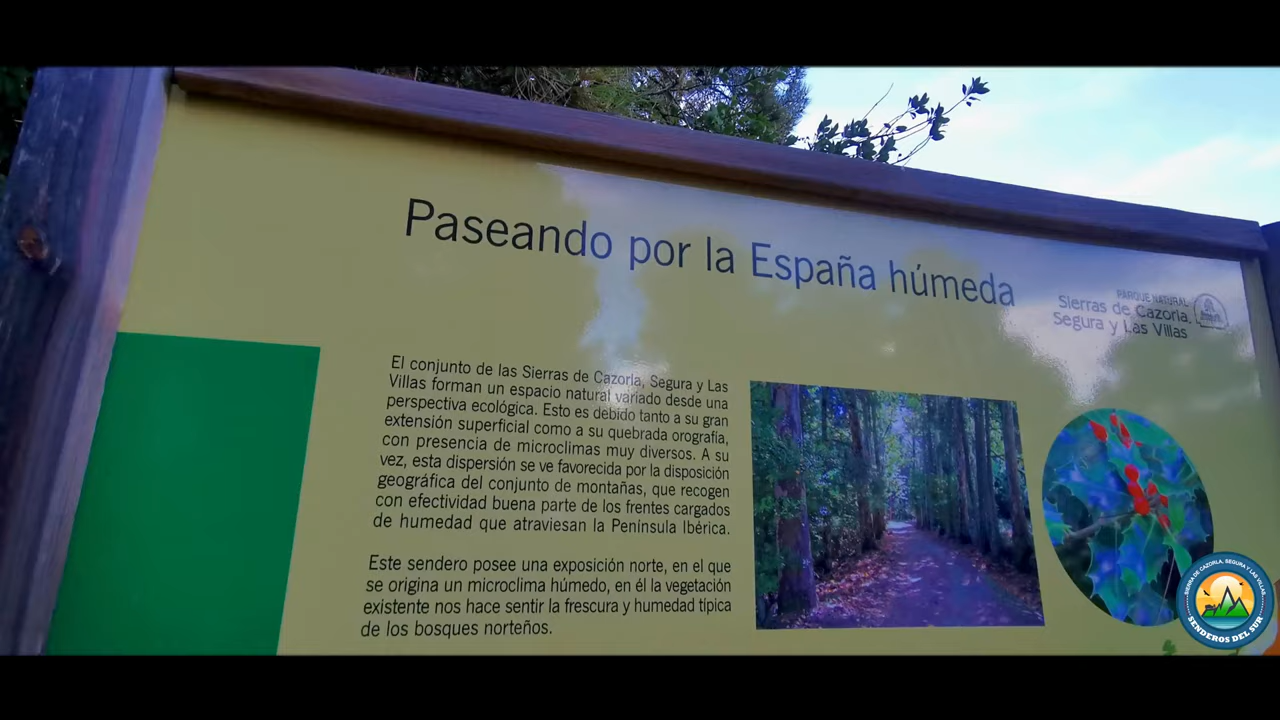 Paseando por la España húmeda
PARQUE NATURAL
Sierras de Cazorla,
Segura y Las Villas
El conjunto de las Sierras de Cazorla, Segura y Las
Villas forman un espacio natural variado desde una
perspectiva ecológica. Esto es debido tanto a su gran
extensión superficial como a su quebrada orografía,
con presencia de microclimas muy diversos. A su
vez, esta dispersión se ve favorecida por la disposición
geográfica del conjunto de montañas, que recogen
con efectividad buena parte de los frentes cargados
de humedad que atraviesan la Península Ibérica.
Este sendero posee una exposición norte, en el que
se origina un microclima húmedo, en él la vegetación
existente nos hace sentir la frescura y humedad típica
de los bosques norteños.
SIERRA DE CAZORLA, SEGURA Y LAS VILLAS
SENDEROS DEL SUR